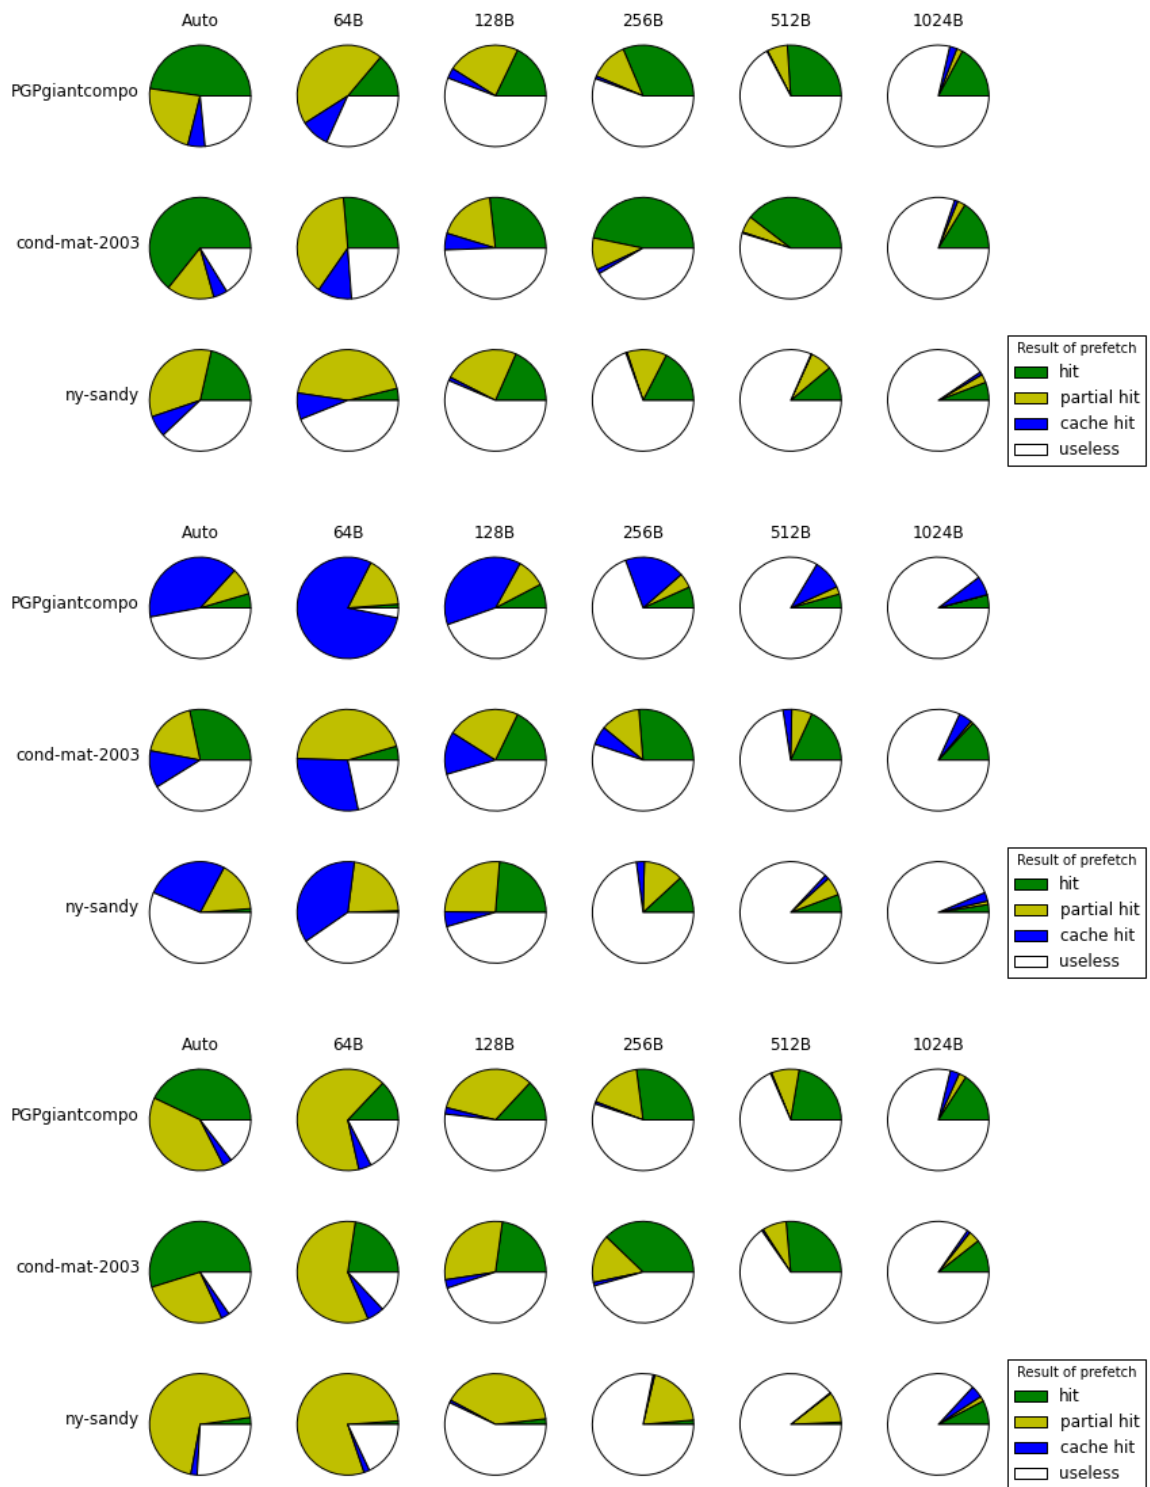 Auto 64B 128B 256B 512B 1024B
PGPgiantcompo
cond-mat-2003
ny-sandy
Result of prefetch
hit
partial hit
cache hit
useless
Auto 64B 128B 256B 512B 1024B
PGPgiantcompo
cond-mat-2003
ny-sandy
Result of prefetch
hit
partial hit
cache hit
useless
Auto 64B 128B 256B 512B 1024B
PGPgiantcompo
cond-mat-2003
ny-sandy
Result of prefetch
hit
partial hit
cache hit
useless